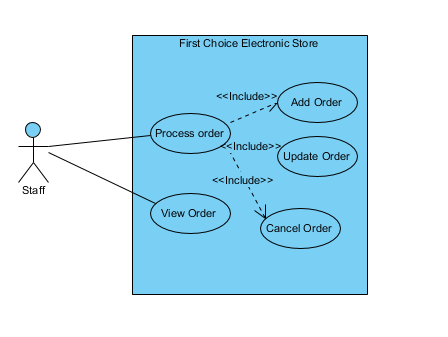 First Choice Electronic Store
<<Include>>
Add Order
Process order
<<Include>>
Update Order
<<Include>>
Staff
View Order
Cancel Order